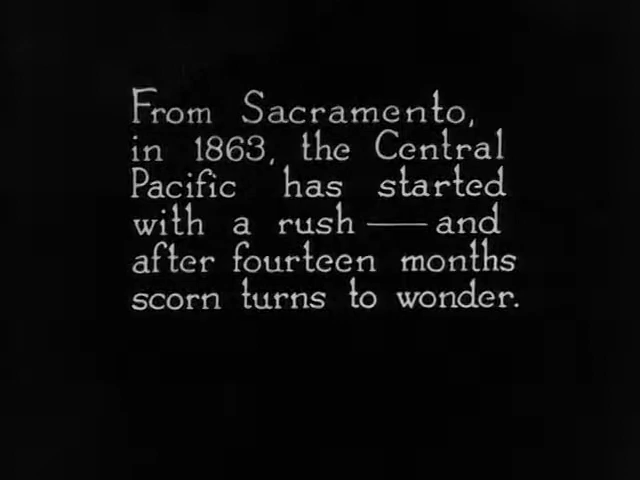 From Sacramento,
in 1863, the Central
Pacific has started
with a rush — and
after fourteen months
scorn turns to wonder.